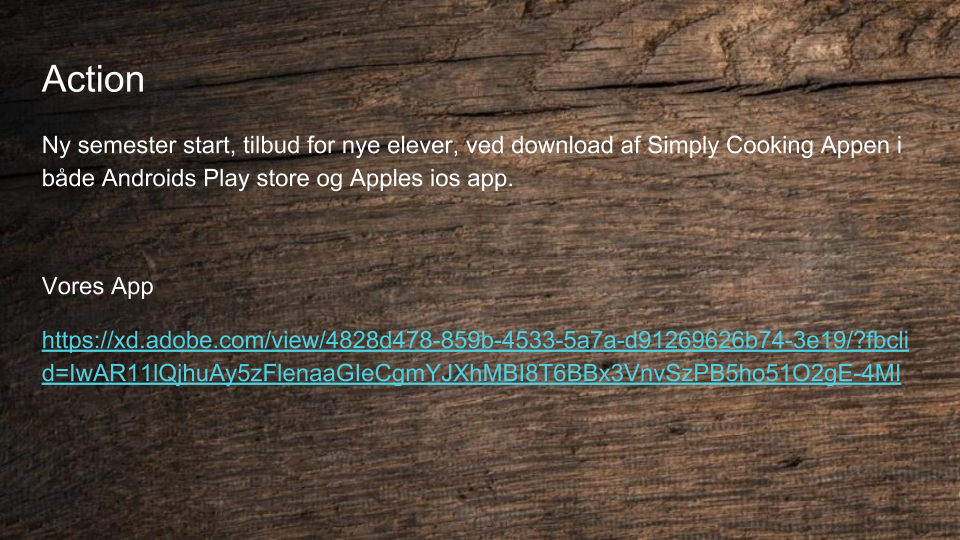 Action
Ny semester start, tilbud for nye elever, ved download af Simply Cooking Appen i
både Androids Play store og Apples ios app.
Vores App
https://xd.adobe.com/view/4828d478-859b-4533-5a7a-d91269626b74-3e19/?fbcli
d=IwAR11lQjhuAy5zFlenaaGIeCgmYJXhMBI8T6BBx3VnvSzPB5ho51O2gE-4MI